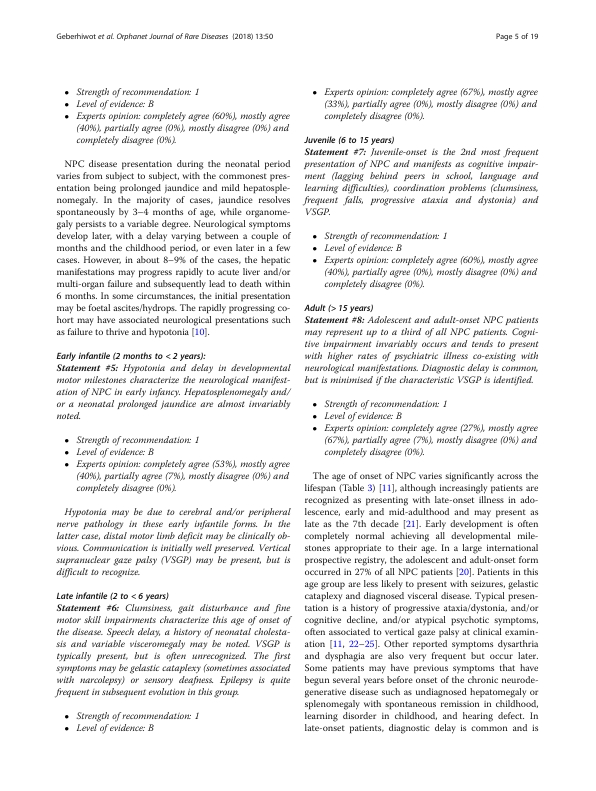 Geberhiwot et al. Orphanet Journal of Rare Diseases (2018) 13:50
Page 5 of 19
• Strength of recommendation: 1
• Level of evidence: B
• Experts opinion: completely agree (60%), mostly agree
(40%), partially agree (0%), mostly disagree (0%) and
completely disagree (0%).
NPC disease presentation during the neonatal period
varies from subject to subject, with the commonest pres-
entation being prolonged jaundice and mild hepatosple-
nomegaly. In the majority of cases, jaundice resolves
spontaneously by 3–4 months of age, while organome-
galy persists to a variable degree. Neurological symptoms
develop later, with a delay varying between a couple of
months and the childhood period, or even later in a few
cases. However, in about 8–9% of the cases, the hepatic
manifestations may progress rapidly to acute liver and/or
multi-organ failure and subsequently lead to death within
6 months. In some circumstances, the initial presentation
may be foetal ascites/hydrops. The rapidly progressing co-
hort may have associated neurological presentations such
as failure to thrive and hypotonia [10].
Early infantile (2 months to < 2 years):
Statement #5: Hypotonia and delay in developmental
motor milestones characterize the neurological manifest-
ation of NPC in early infancy. Hepatosplenomegaly and/
or a neonatal prolonged jaundice are almost invariably
noted.
• Strength of recommendation: 1
• Level of evidence: B
• Experts opinion: completely agree (53%), mostly agree
(40%), partially agree (7%), mostly disagree (0%) and
completely disagree (0%).
Hypotonia may be due to cerebral and/or peripheral
nerve pathology in these early infantile forms. In the
latter case, distal motor limb deficit may be clinically ob-
vious. Communication is initially well preserved. Vertical
supranuclear gaze palsy (VSGP) may be present, but is
difficult to recognize.
Late infantile (2 to < 6 years)
Statement #6: Clumsiness, gait disturbance and fine
motor skill impairments characterize this age of onset of
the disease. Speech delay, a history of neonatal cholesta-
sis and variable visceromegaly may be noted. VSGP is
typically present, but is often unrecognized. The first
symptoms may be gelastic cataplexy (sometimes associated
with narcolepsy) or sensory deafness. Epilepsy is quite
frequent in subsequent evolution in this group.
• Strength of recommendation: 1
• Level of evidence: B
• Experts opinion: completely agree (67%), mostly agree
(33%), partially agree (0%), mostly disagree (0%) and
completely disagree (0%).
Juvenile (6 to 15 years)
Statement #7: Juvenile-onset is the 2nd most frequent
presentation of NPC and manifests as cognitive impair-
ment (lagging behind peers in school, language and
learning difficulties), coordination problems (clumsiness,
frequent falls, progressive ataxia and dystonia) and
VSGP.
• Strength of recommendation: 1
• Level of evidence: B
• Experts opinion: completely agree (60%), mostly agree
(40%), partially agree (0%), mostly disagree (0%) and
completely disagree (0%).
Adult (> 15 years)
Statement #8: Adolescent and adult-onset NPC patients
may represent up to a third of all NPC patients. Cogni-
tive impairment invariably occurs and tends to present
with higher rates of psychiatric illness co-existing with
neurological manifestations. Diagnostic delay is common,
but is minimised if the characteristic VSGP is identified.
• Strength of recommendation: 1
• Level of evidence: B
• Experts opinion: completely agree (27%), mostly agree
(67%), partially agree (7%), mostly disagree (0%) and
completely disagree (0%).
The age of onset of NPC varies significantly across the
lifespan (Table 3) [11], although increasingly patients are
recognized as presenting with late-onset illness in ado-
lescence, early and mid-adulthood and may present as
late as the 7th decade [21]. Early development is often
completely normal achieving all developmental mile-
stones appropriate to their age. In a large international
prospective registry, the adolescent and adult-onset form
occurred in 27% of all NPC patients [20]. Patients in this
age group are less likely to present with seizures, gelastic
cataplexy and diagnosed visceral disease. Typical presen-
tation is a history of progressive ataxia/dystonia, and/or
cognitive decline, and/or atypical psychotic symptoms,
often associated to vertical gaze palsy at clinical examin-
ation [11, 22–25]. Other reported symptoms dysarthria
and dysphagia are also very frequent but occur later.
Some patients may have previous symptoms that have
begun several years before onset of the chronic neurode-
generative disease such as undiagnosed hepatomegaly or
splenomegaly with spontaneous remission in childhood,
learning disorder in childhood, and hearing defect. In
late-onset patients, diagnostic delay is common and is